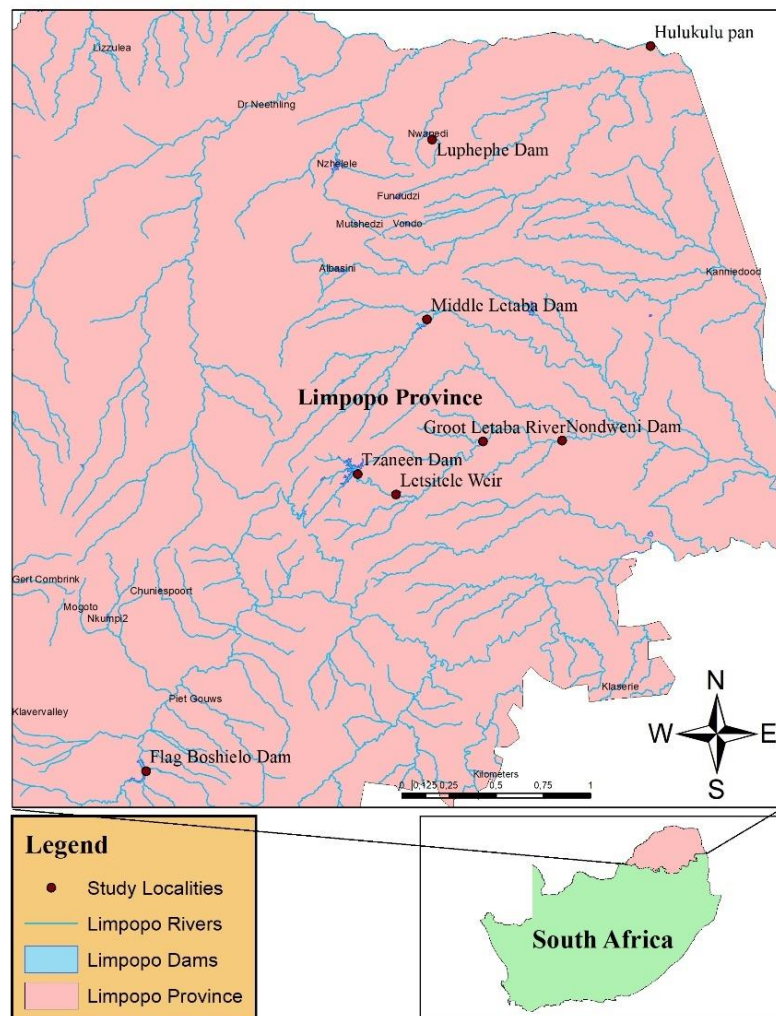 Hulukulu pan
Lizzulea
Dr Neethling
Nwanedi
Luphephe Dam
Nzhelele
Funoudzi
Mutshedzi
Vondo
Albasini
Kanniedood
Middle Letaba Dam
Limpopo Province
Groot Letaba River
Nondweni Dam
Tzaneen Dam
Letsitele Weir
Gert Combrink
Chuniespoort
Mogoto
Nkumpi2
Klaserie
Piet Gouws
Klavervalley
N
W
E
S
Flag Boshielo Dam
Kilometers
0 0,125 0,25 0,5 0,75 1
Legend
Study Localities
Limpopo Rivers
Limpopo Dams
Limpopo Province
South Africa